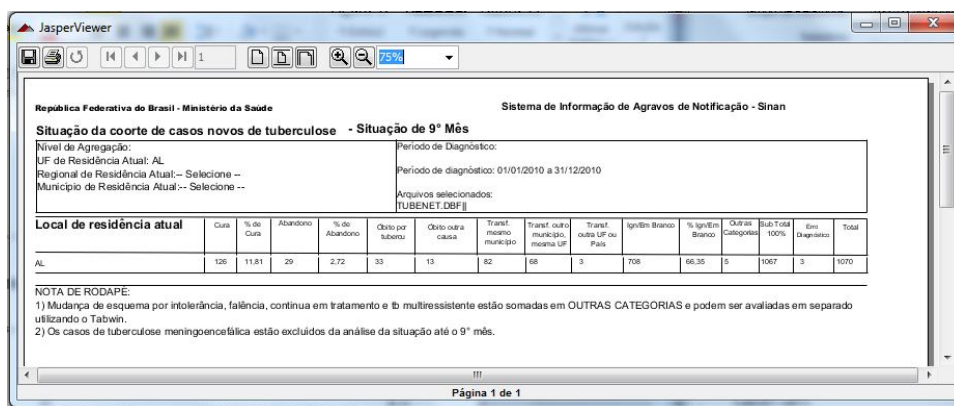 JasperViewer
1
75%
República Federativa do Brasil - Ministério da Saúde
Sistema de Informação de Agravos de Notificação - Sinan
Situação da coorte de casos novos de tuberculose - Situação de 9° Mês
Nível de Agregação:
UF de Residência Atual: AL
Regional de Residência Atual:-- Selecione --
Município de Residência Atual:-- Selecione --
Período de Diagnóstico:
Período de diagnóstico: 01/01/2010 a 31/12/2010
Arquivos selecionados:
TUBENET.DBF||
Local de residência atual
Cura
% de
Cura
Abandono
% de
Abandono
Óbito por
tubercu
Óbito outra
causa
Transf.
mesmo
município
Transf. outro
município,
mesma UF
Transf.
outra UF ou
País
Ign/Em Branco
% Ign/Em
Branco
Outras
Categorias
Sub Total
100%
Diagnóstico
Total
AL 126 11,81 29 2,72 33 13 82 68 3 708 66,35 5 1067 3 1070
NOTA DE RODAPÉ:
1) Mudança de esquema por intolerância, falência, continua em tratamento e tb multirressistente estão somadas em OUTRAS CATEGORIAS e podem ser avaliadas em separado
utilizando o Tabwin.
2) Os casos de tuberculose meningoencefálica estão excluidos da análise da situação até o 9° mês.
Página 1 de 1